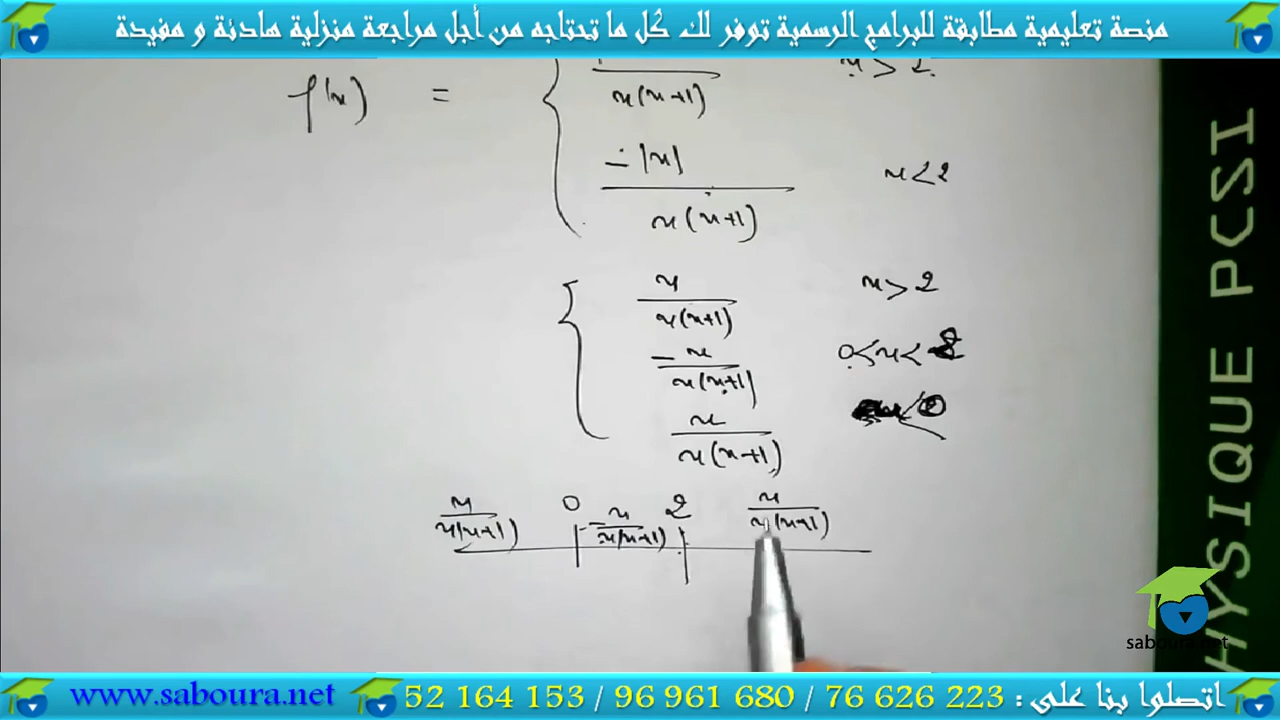 منصة تعليمية مطابقة للبرامج الرسمية توفر لك كل ما تحتاجه من أجل مراجعة منزلية هادئة و مفيدة
f(x) =
x(x+1) x > 2
-|x| / x(x+1) x < 2
x / x(x+1) x > 2
-x / x(x+1) 0 < x < 2
x / x(x+1) < 0
x / x(x+1) 0 -x / x(x+1) 2 x / x(x+1)
PHYSIQUE PCSI
saboura.net
www.saboura.net 52 164 153 / 96 961 680 / 76 626 223 اتصلوا بنا على :